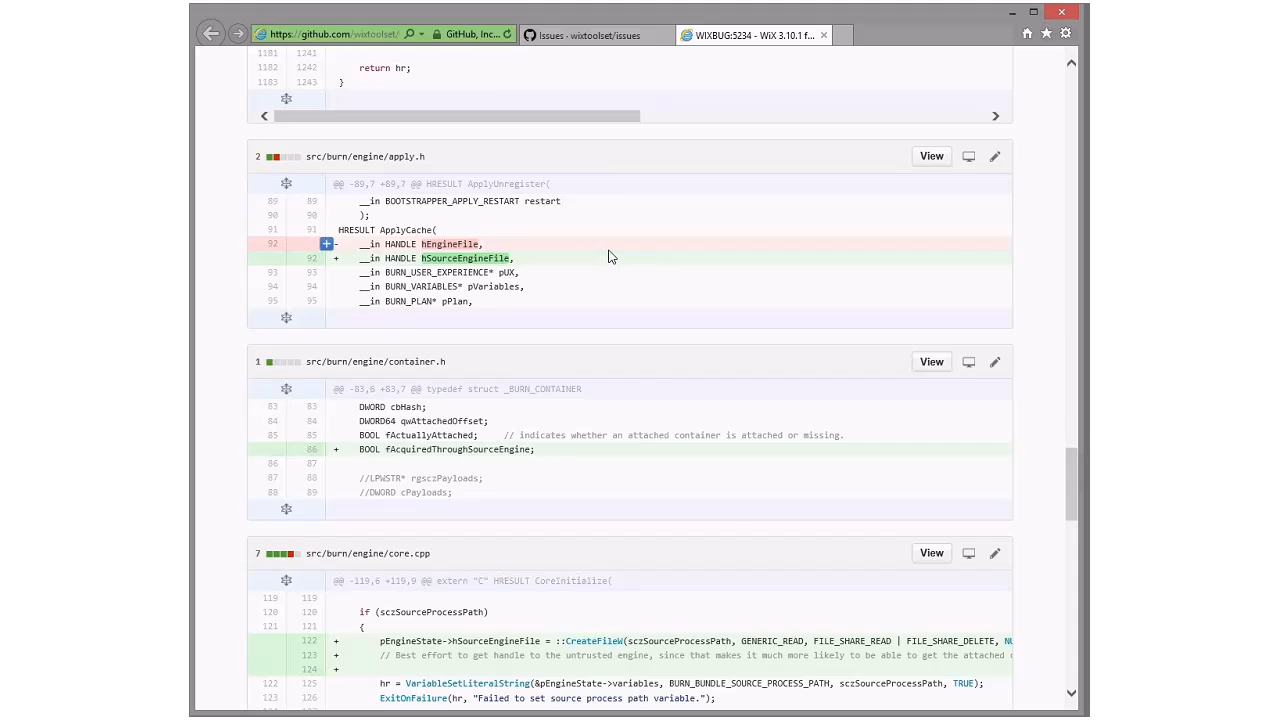 https://github.com/wixtoolset/ GitHub, Inc... Issues - wixtoolset/issues WIXBUG:5234 - WiX 3.10.1 f...
1181 1241
1182 1242 return hr;
1183 1243 }
2 src/burn/engine/apply.h View
@@ -89,7 +89,7 @@ HRESULT ApplyUnregister(
89 89 __in BOOTSTRAPPER_APPLY_RESTART restart
90 90 );
91 91 HRESULT ApplyCache(
92 - __in HANDLE hEngineFile,
92 + __in HANDLE hSourceEngineFile,
93 93 __in BURN_USER_EXPERIENCE* pUX,
94 94 __in BURN_VARIABLES* pVariables,
95 95 __in BURN_PLAN* pPlan,
1 src/burn/engine/container.h View
@@ -83,6 +83,7 @@ typedef struct _BURN_CONTAINER
83 83 DWORD cbHash;
84 84 DWORD64 qwAttachedOffset;
85 85 BOOL fActuallyAttached; // indicates whether an attached container is attached or missing.
86 + BOOL fAcquiredThroughSourceEngine;
86 87
87 88 //LPWSTR* rgsczPayloads;
88 89 //DWORD cPayloads;
7 src/burn/engine/core.cpp View
@@ -119,6 +119,9 @@ extern "C" HRESULT CoreInitialize(
119 119
120 120 if (sczSourceProcessPath)
121 121 {
122 + pEngineState->hSourceEngineFile = ::CreateFileW(sczSourceProcessPath, GENERIC_READ, FILE_SHARE_READ | FILE_SHARE_DELETE, NU
123 + // Best effort to get handle to the untrusted engine, since that makes it much more likely to be able to get the attached c
124 +
122 125 hr = VariableSetLiteralString(&pEngineState->variables, BURN_BUNDLE_SOURCE_PROCESS_PATH, sczSourceProcessPath, TRUE);
123 126 ExitOnFailure(hr, "Failed to set source process path variable.");